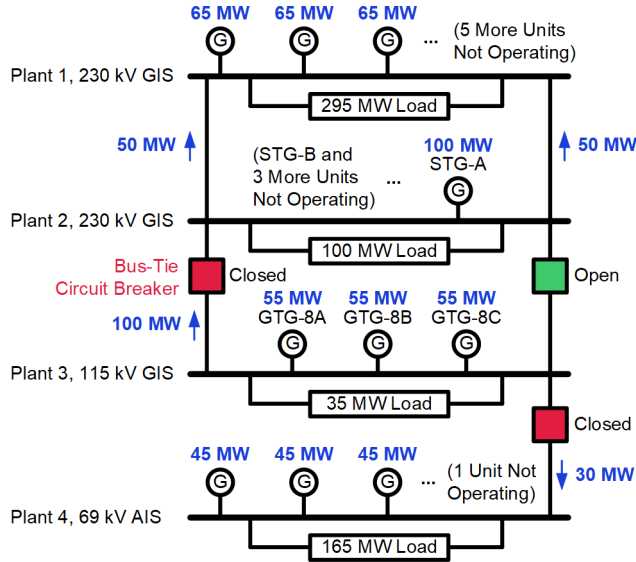 65 MW 65 MW 65 MW
G G G ... (5 More Units
Not Operating)
Plant 1, 230 kV GIS
295 MW Load
50 MW 50 MW
(STG-B and
3 More Units
Not Operating)
...
100 MW
STG-A
G
Plant 2, 230 kV GIS
100 MW Load
Bus-Tie
Circuit Breaker
Closed
Open
100 MW
55 MW 55 MW 55 MW
GTG-8A GTG-8B GTG-8C
G G G
Plant 3, 115 kV GIS
35 MW Load
Closed
30 MW
45 MW 45 MW 45 MW
G G G ... (1 Unit Not
Operating)
Plant 4, 69 kV AIS
165 MW Load